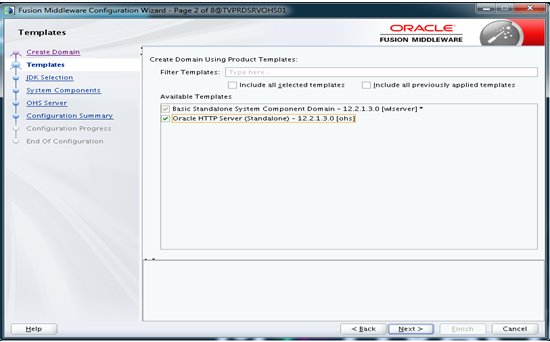 Fusion Middleware Configuration Wizard - Page 2 of 8@TVPRDSRVOHS01
Templates
ORACLE
FUSION MIDDLEWARE
Create Domain
Templates
JDK Selection
System Components
OHS Server
Configuration Summary
Configuration Progress
End Of Configuration
Create Domain Using Product Templates:
Filter Templates: Type here...
Include all selected templates Include all previously applied templates
Available Templates
Basic Standalone System Component Domain - 12.2.1.3.0 [wlserver] *
Oracle HTTP Server (Standalone) - 12.2.1.3.0 [ohs]
Help < Back Next > Finish Cancel